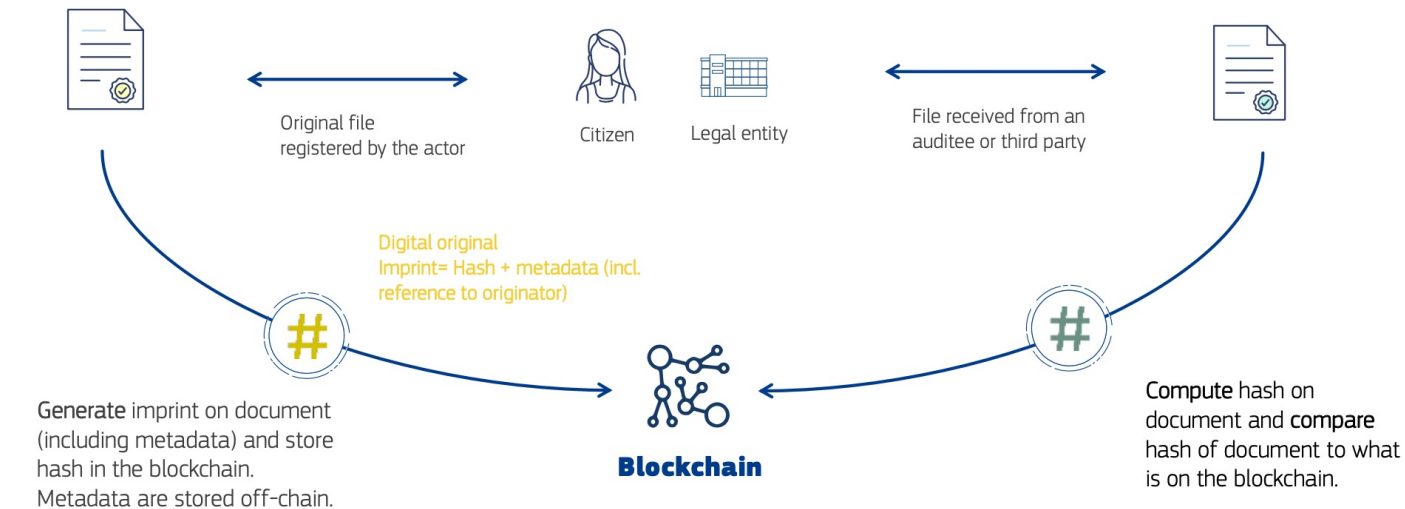 Original file
registered by the actor
Citizen
Legal entity
File received from an
auditee or third party
Digital original
Imprint= Hash + metadata (incl.
reference to originator)
#
#
Generate imprint on document
(including metadata) and store
hash in the blockchain.
Metadata are stored off-chain.
Blockchain
Compute hash on
document and compare
hash of document to what
is on the blockchain.